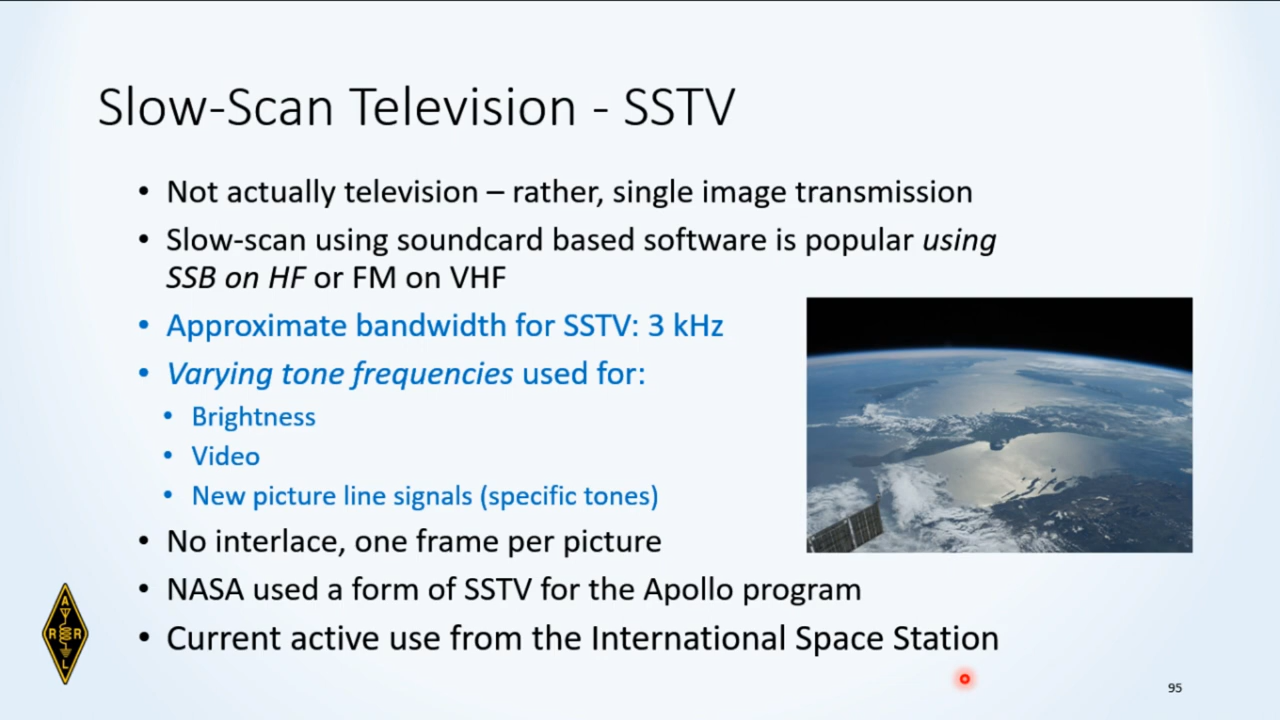 Slow-Scan Television - SSTV
• Not actually television – rather, single image transmission
• Slow-scan using soundcard based software is popular using
SSB on HF or FM on VHF
• Approximate bandwidth for SSTV: 3 kHz
• Varying tone frequencies used for:
• Brightness
• Video
• New picture line signals (specific tones)
• No interlace, one frame per picture
• NASA used a form of SSTV for the Apollo program
• Current active use from the International Space Station
A
R R
L
95